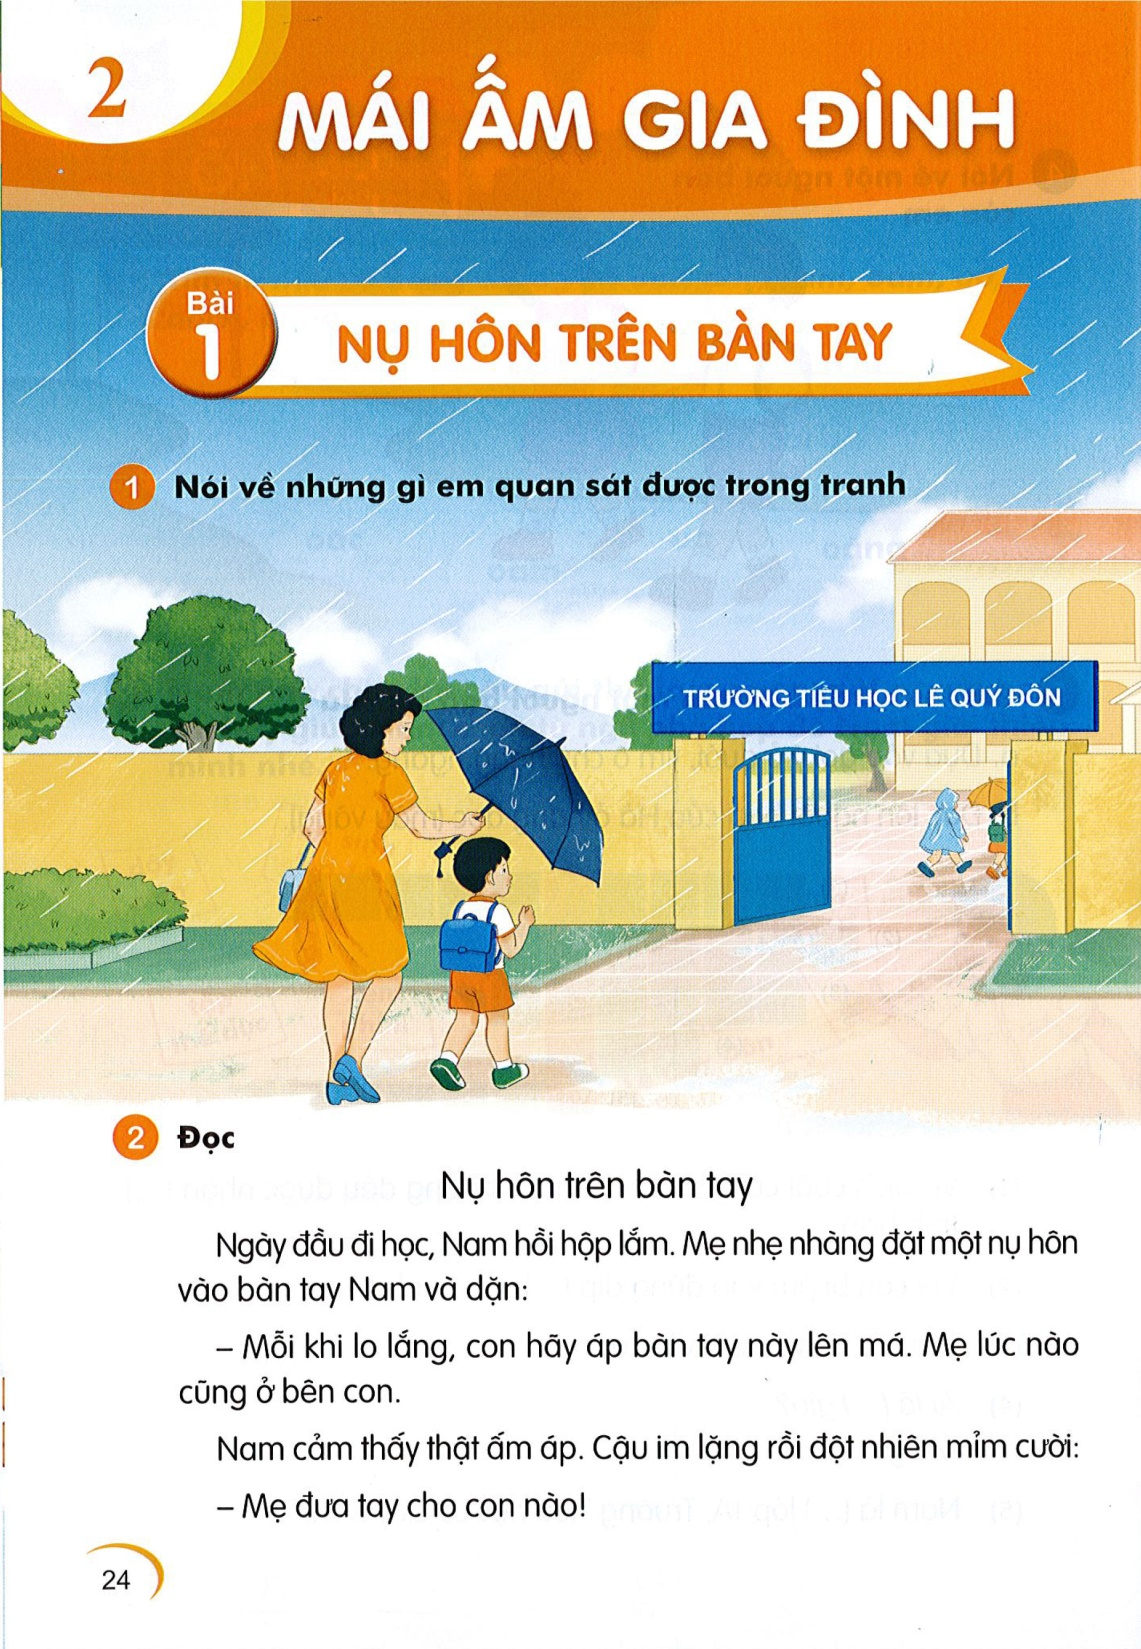 2
MÁI ẤM GIA ĐÌNH
Bài
1
NỤ HÔN TRÊN BÀN TAY
1 Nói về những gì em quan sát được trong tranh
TRƯỜNG TIỂU HỌC LÊ QUÝ ĐÔN
2 Đọc
Nụ hôn trên bàn tay
Ngày đầu đi học, Nam hồi hộp lắm. Mẹ nhẹ nhàng đặt một nụ hôn
vào bàn tay Nam và dặn:
– Mỗi khi lo lắng, con hãy áp bàn tay này lên má. Mẹ lúc nào
cũng ở bên con.
Nam cảm thấy thật ấm áp. Cậu im lặng rồi đột nhiên mỉm cười:
– Mẹ đưa tay cho con nào!
24